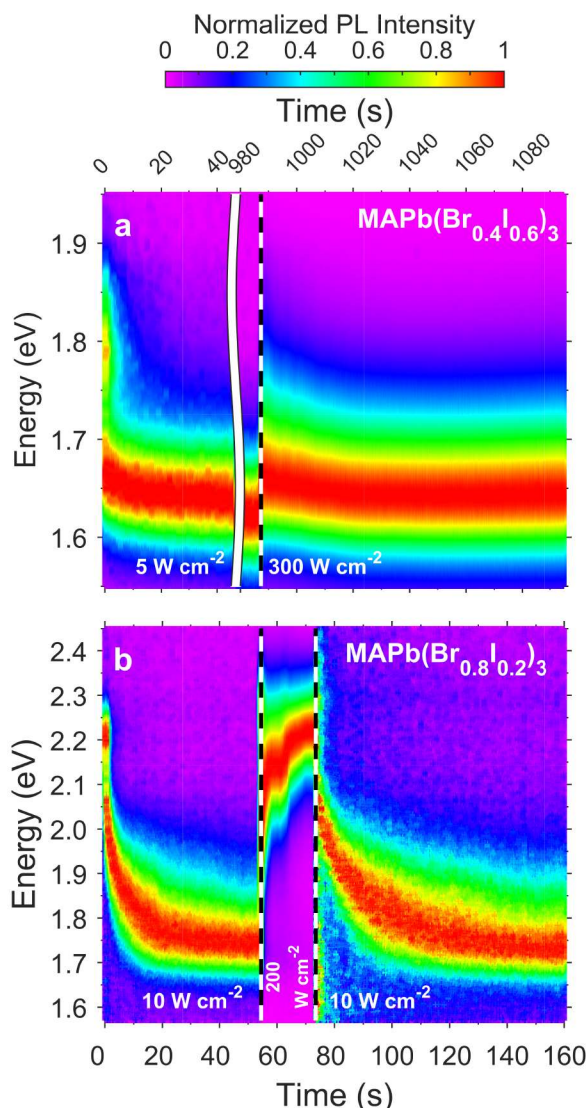 Normalized PL Intensity
0 0.2 0.4 0.6 0.8 1
Time (s)
0 20 40 980 1000 1020 1040 1060 1080
a
MAPb(Br0.4I0.6)3
1.9
1.8
1.7
1.6
Energy (eV)
5 W cm-2
300 W cm-2
b
MAPb(Br0.8I0.2)3
2.4
2.3
2.2
2.1
2.0
1.9
1.8
1.7
1.6
Energy (eV)
10 W cm-2
200
W cm-2
10 W cm-2
0 20 40 60 80 100 120 140 160
Time (s)